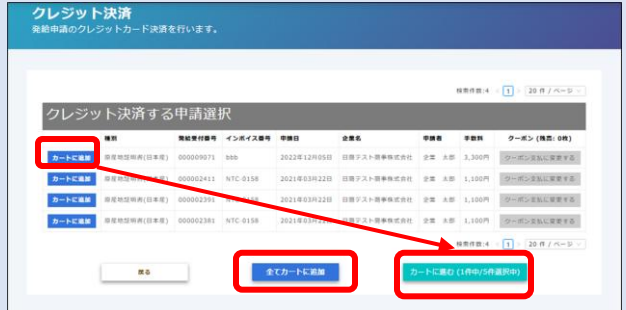 クレジット決済
発給申請のクレジットカード決済を行います。
検索件数:4 < 1 > 20 件 / ページ
クレジット決済する申請選択
種別 発給受付番号 インボイス番号 申請日 企業名 申請者 手数料 クーポン (残高: 0枚)
カートに追加 原産地証明書(日本産) 000009071 bbb 2022年12月05日 日商テスト商事株式会社 企業 太郎 3,300円 クーポン支払に変更する
カートに追加 原産地証明書(日本産) 000002411 NTC-0158 2021年03月22日 日商テスト商事株式会社 企業 太郎 1,100円 クーポン支払に変更する
カートに追加 原産地証明書(日本産) 000002391 NTC-0158 2021年03月22日 日商テスト商事株式会社 企業 太郎 1,100円 クーポン支払に変更する
カートに追加 原産地証明書(日本産) 000002381 NTC-0158 2021年03月22日 日商テスト商事株式会社 企業 太郎 1,100円 クーポン支払に変更する
検索件数:4 < 1 > 20 件 / ページ
戻る 全てカートに追加 カートに進む (1件中/5件選択中)